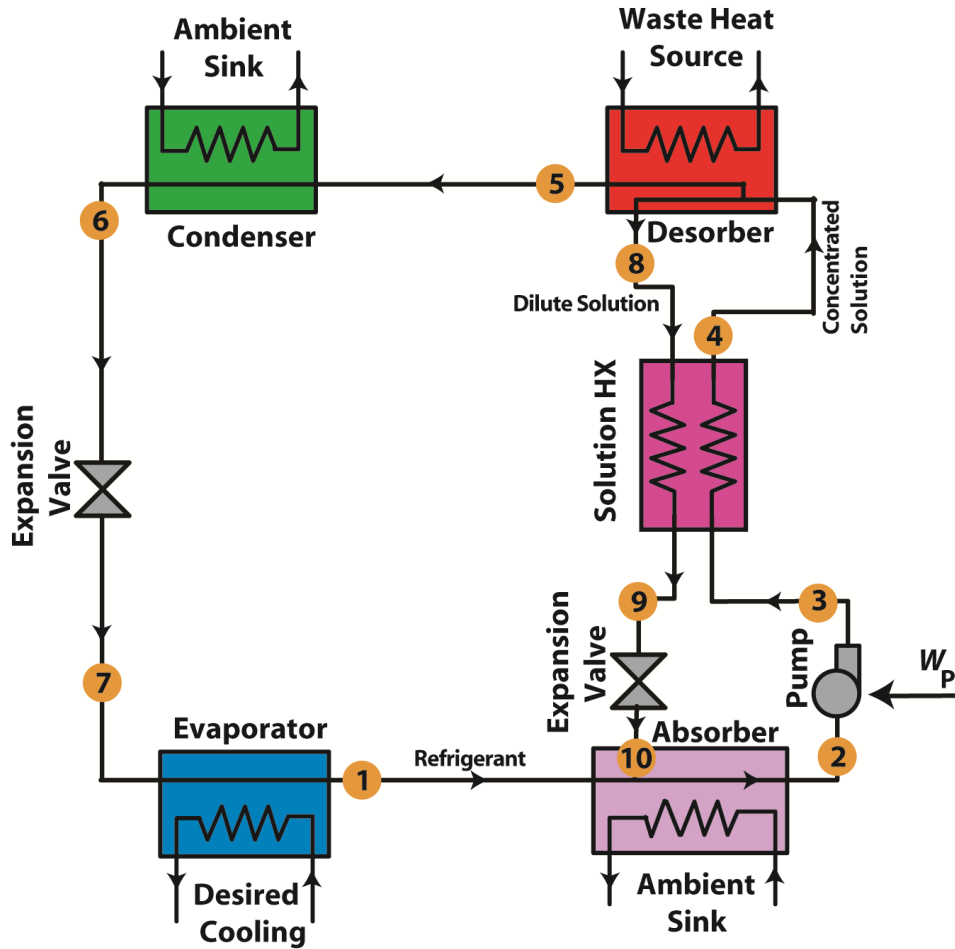 Ambient
Sink
Waste Heat
Source
5
6
Condenser
Desorber
8
Dilute Solution
Concentrated
Solution
4
Solution HX
Expansion
Valve
9
3
Expansion
Valve
Pump
W
P
7
Evaporator
Absorber
2
10
1
Refrigerant
Desired
Cooling
Ambient
Sink